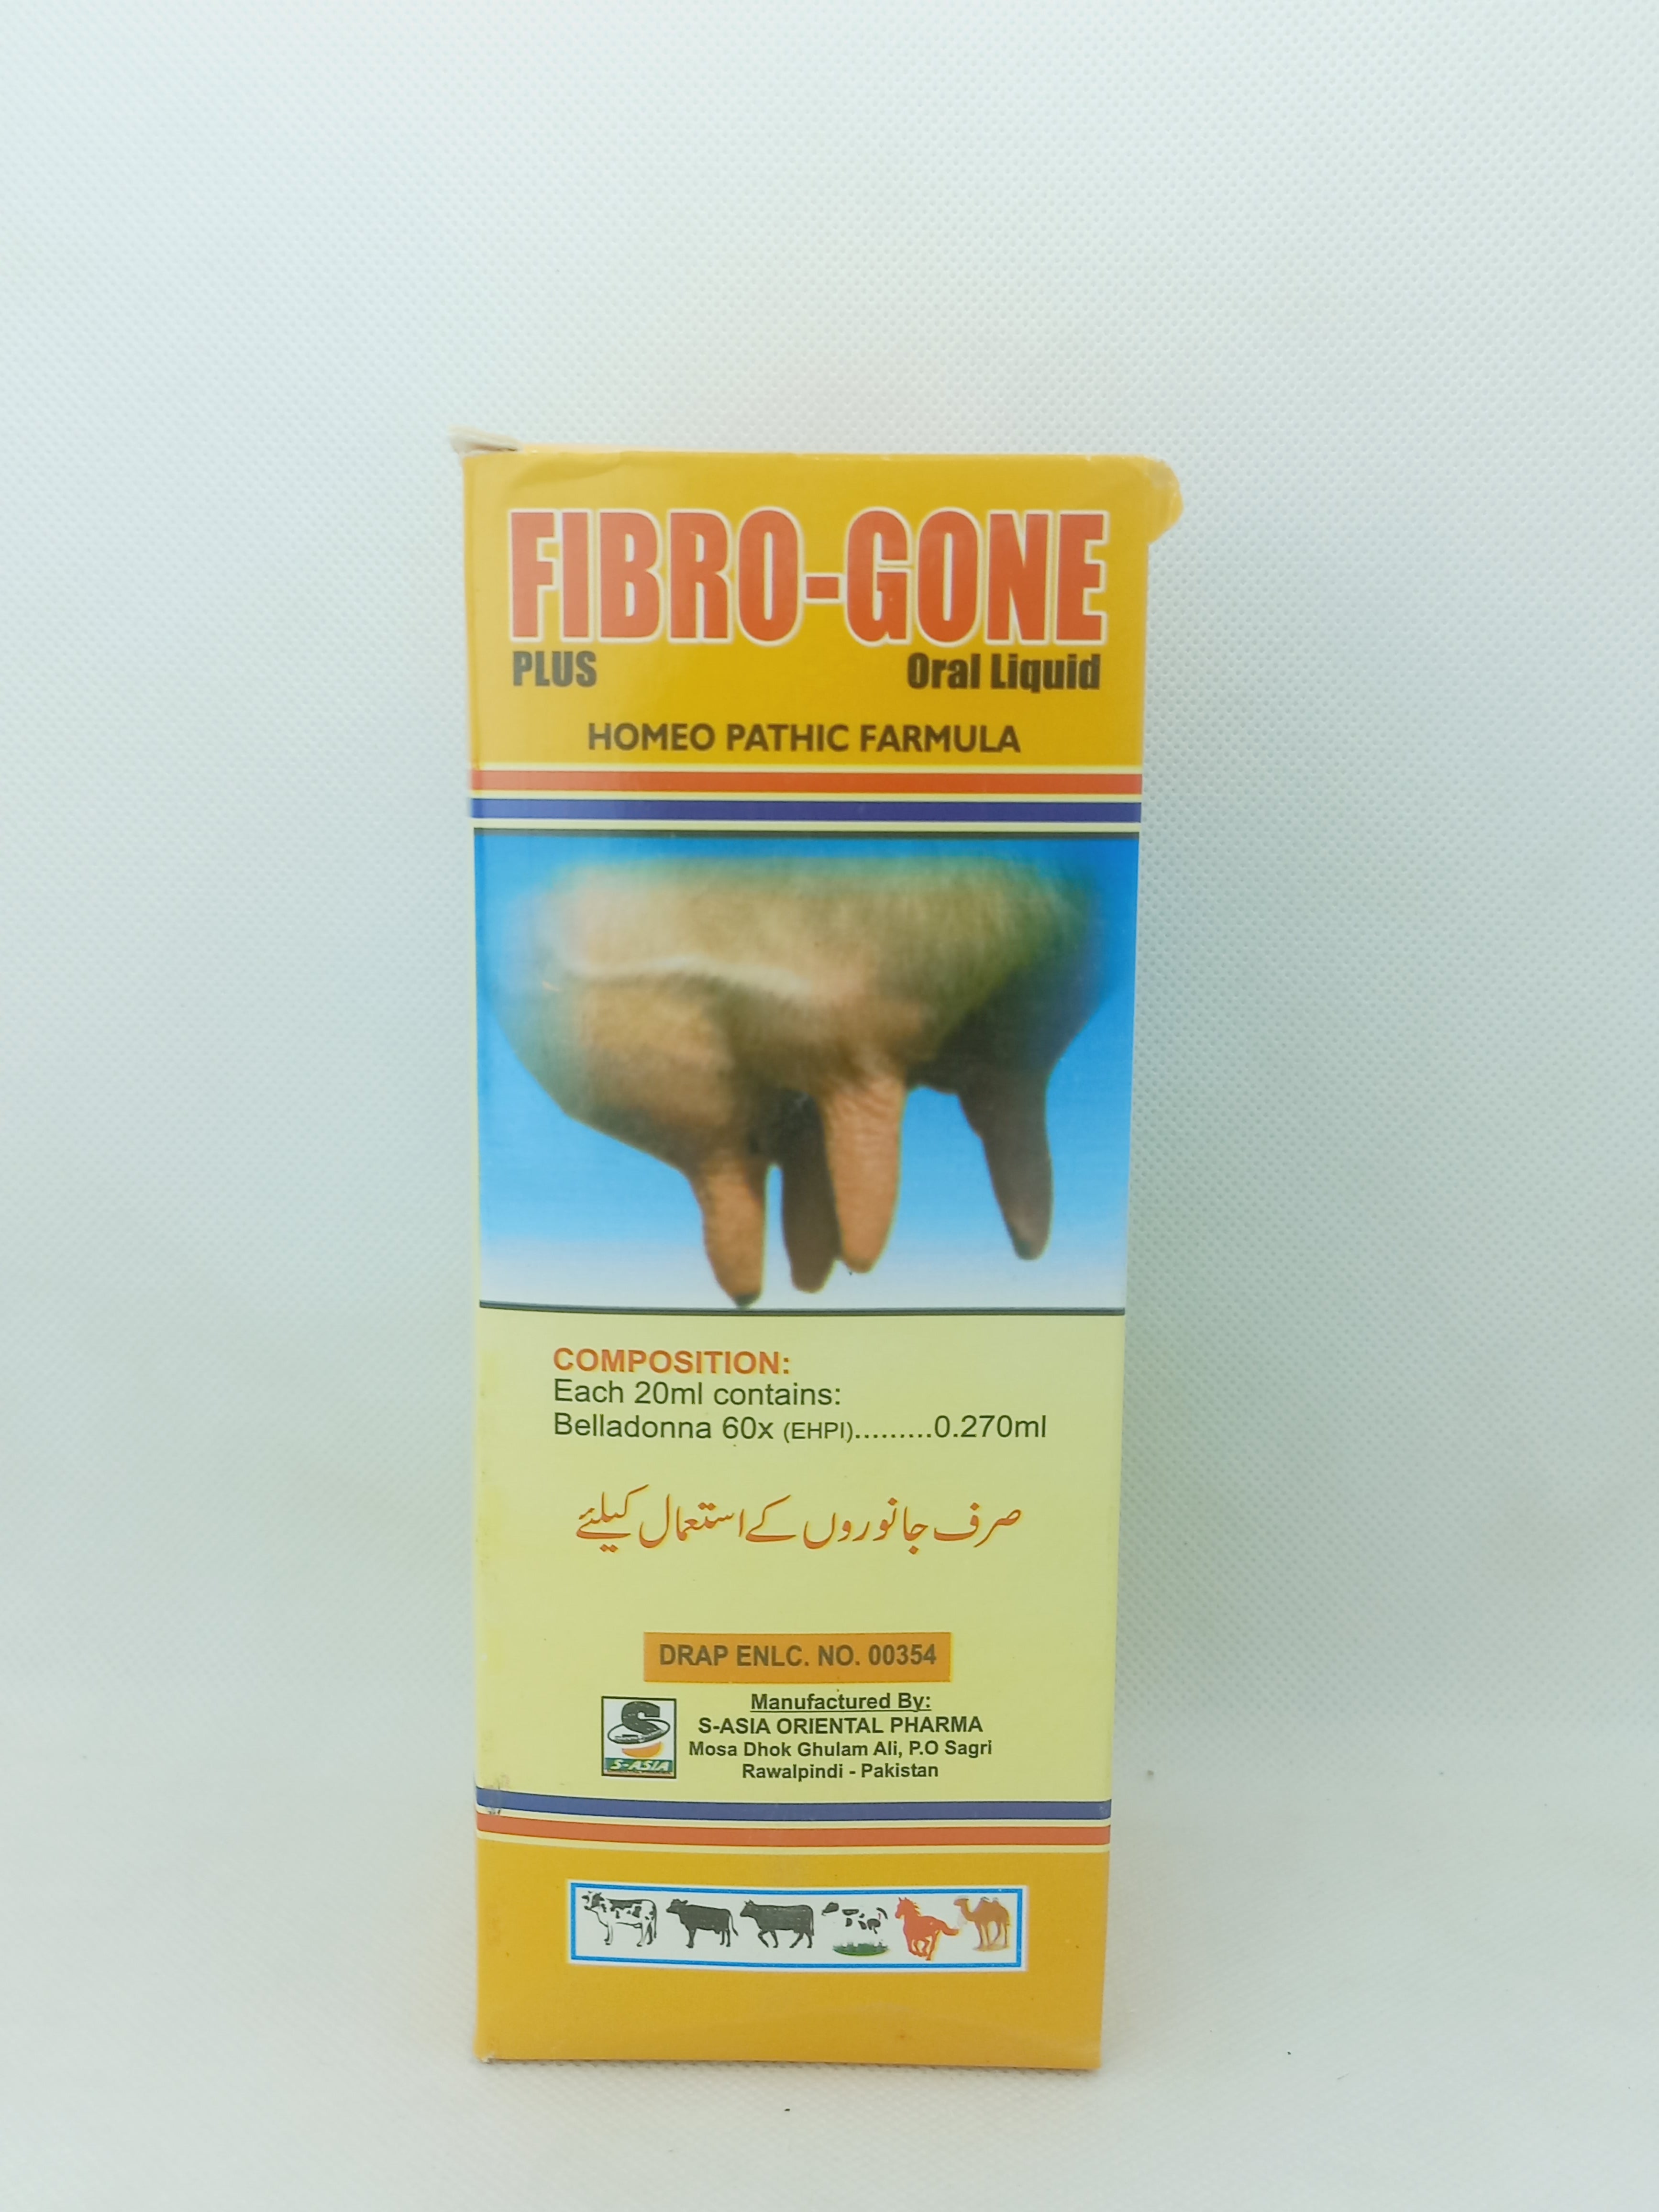 FIBRO-GONE
PLUS Oral Liquid
HOMEO PATHIC FARMULA
COMPOSITION:
Each 20ml contains:
Belladonna 60x (EHPI).........0.270ml
صرف جانوروں کے استعمال کیلئے
DRAP ENLC. NO. 00354
Manufactured By:
S-ASIA ORIENTAL PHARMA
Mosa Dhok Ghulam Ali, P.O Sagri
Rawalpindi - Pakistan
S-ASIA